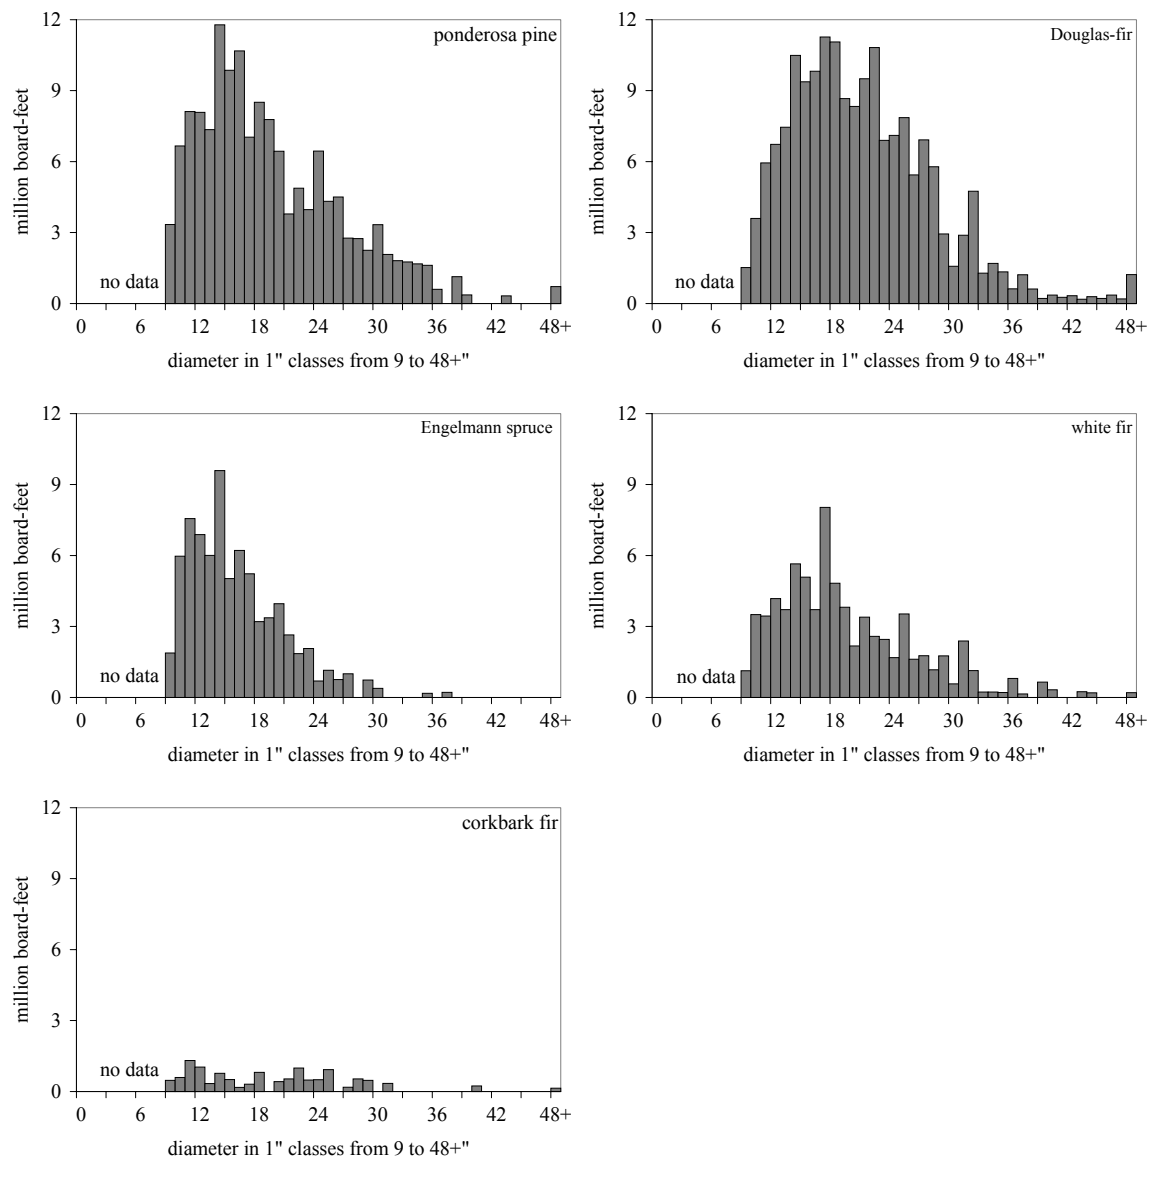 ponderosa pine
million board-feet
12
9
6
3
0
no data
0 6 12 18 24 30 36 42 48+
diameter in 1" classes from 9 to 48+"
Douglas-fir
million board-feet
12
9
6
3
0
no data
0 6 12 18 24 30 36 42 48+
diameter in 1" classes from 9 to 48+"
Engelmann spruce
million board-feet
12
9
6
3
0
no data
0 6 12 18 24 30 36 42 48+
diameter in 1" classes from 9 to 48+"
white fir
million board-feet
12
9
6
3
0
no data
0 6 12 18 24 30 36 42 48+
diameter in 1" classes from 9 to 48+"
corkbark fir
million board-feet
12
9
6
3
0
no data
0 6 12 18 24 30 36 42 48+
diameter in 1" classes from 9 to 48+"